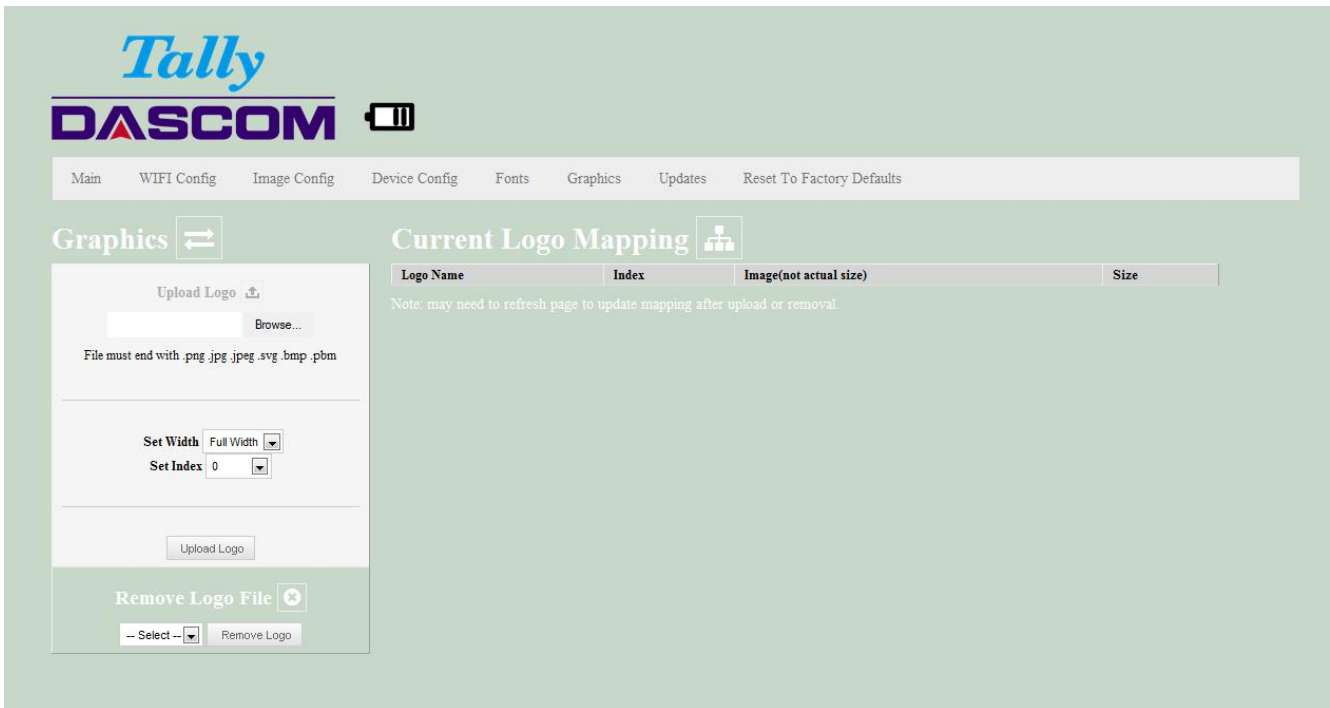 Tally
DASCOM
Main WIFI Config Image Config Device Config Fonts Graphics Updates Reset To Factory Defaults
Graphics
Upload Logo
Browse...
File must end with .png .jpg .jpeg .svg .bmp .pbm
Set Width Full Width
Set Index 0
Upload Logo
Remove Logo File
-- Select -- Remove Logo
Current Logo Mapping
Logo Name Index Image(not actual size) Size
Note: may need to refresh page to update mapping after upload or removal.